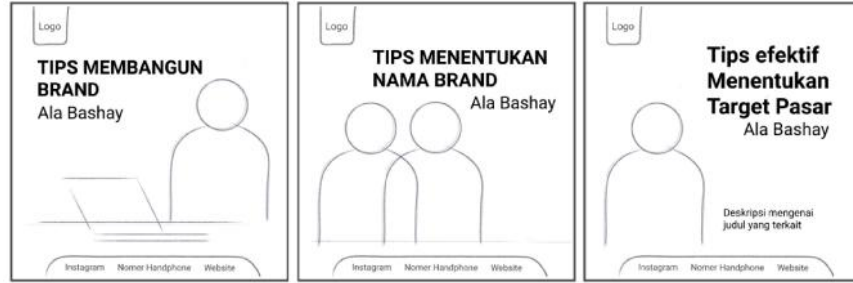 Logo
TIPS MEMBANGUN
BRAND
Ala Bashay
Instagram Nomer Handphone Website
Logo
TIPS MENENTUKAN
NAMA BRAND
Ala Bashay
Instagram Nomer Handphone Website
Logo
Tips efektif
Menentukan
Target Pasar
Ala Bashay
Deskripsi mengenai
judul yang terkait
Instagram Nomer Handphone Website